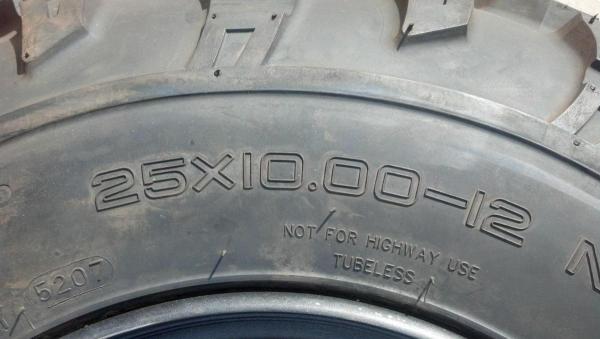 25X10.00-12
NOT FOR HIGHWAY USE
TUBELESS
5207